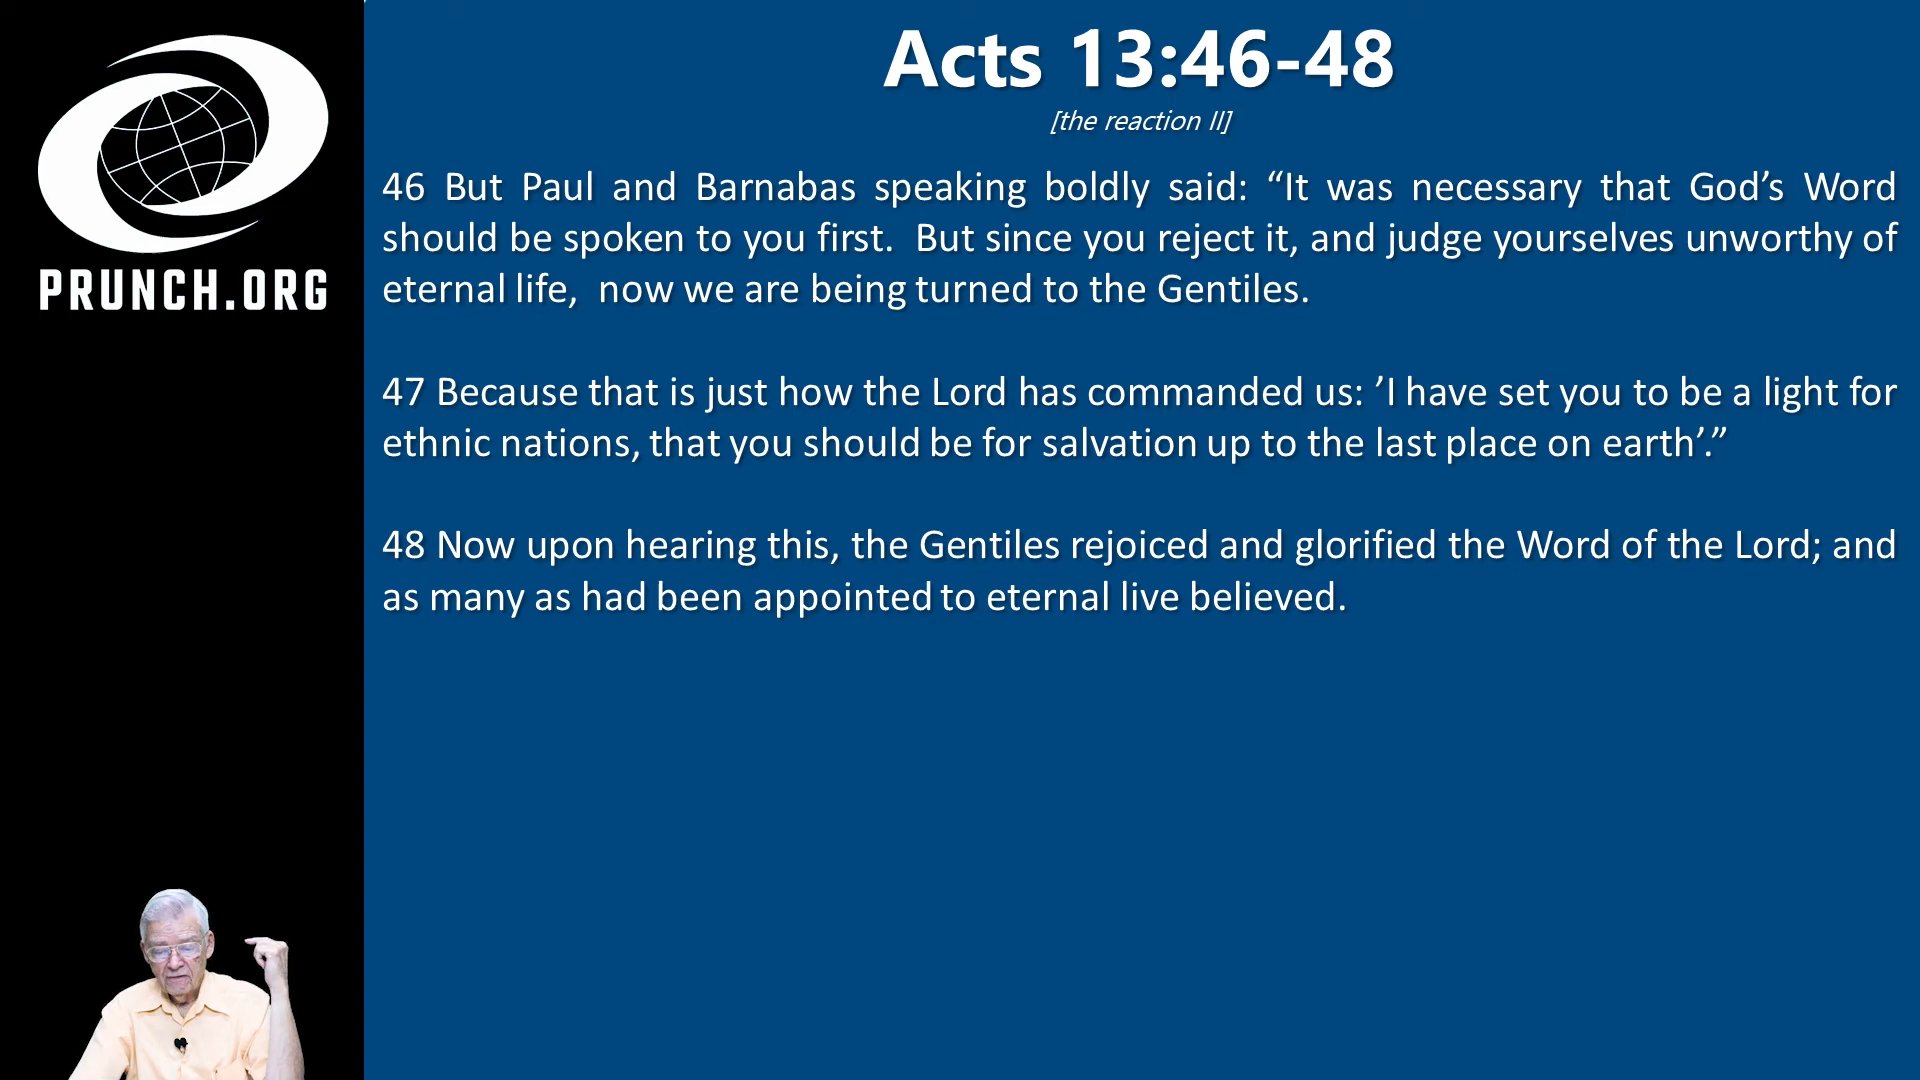 PRUNCH.ORG
Acts 13:46-48
[the reaction II]
46 But Paul and Barnabas speaking boldly said: “It was necessary that God’s Word
should be spoken to you first.  But since you reject it, and judge yourselves unworthy of
eternal life,  now we are being turned to the Gentiles.
47 Because that is just how the Lord has commanded us: ’I have set you to be a light for
ethnic nations, that you should be for salvation up to the last place on earth’.”
48 Now upon hearing this, the Gentiles rejoiced and glorified the Word of the Lord; and
as many as had been appointed to eternal live believed.